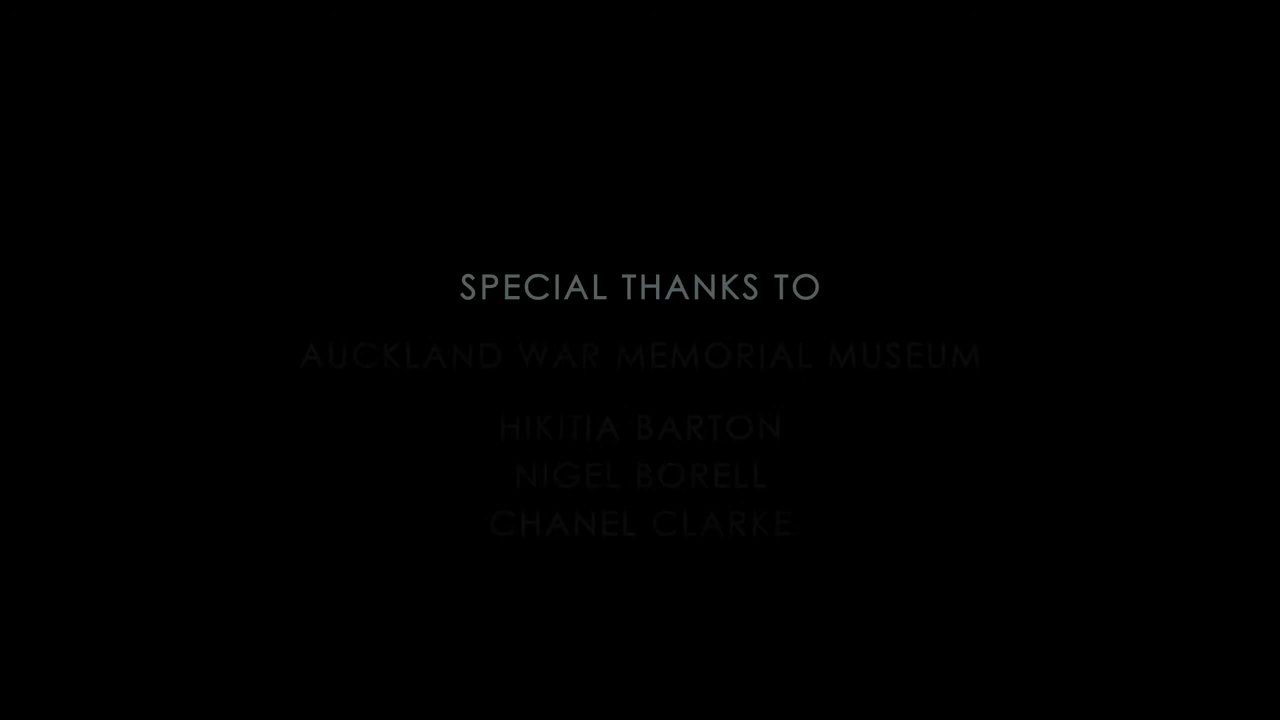 SPECIAL THANKS TO
AUCKLAND WAR MEMORIAL MUSEUM
HIKITIA BARTON
NIGEL BORELL
CHANEL CLARKE